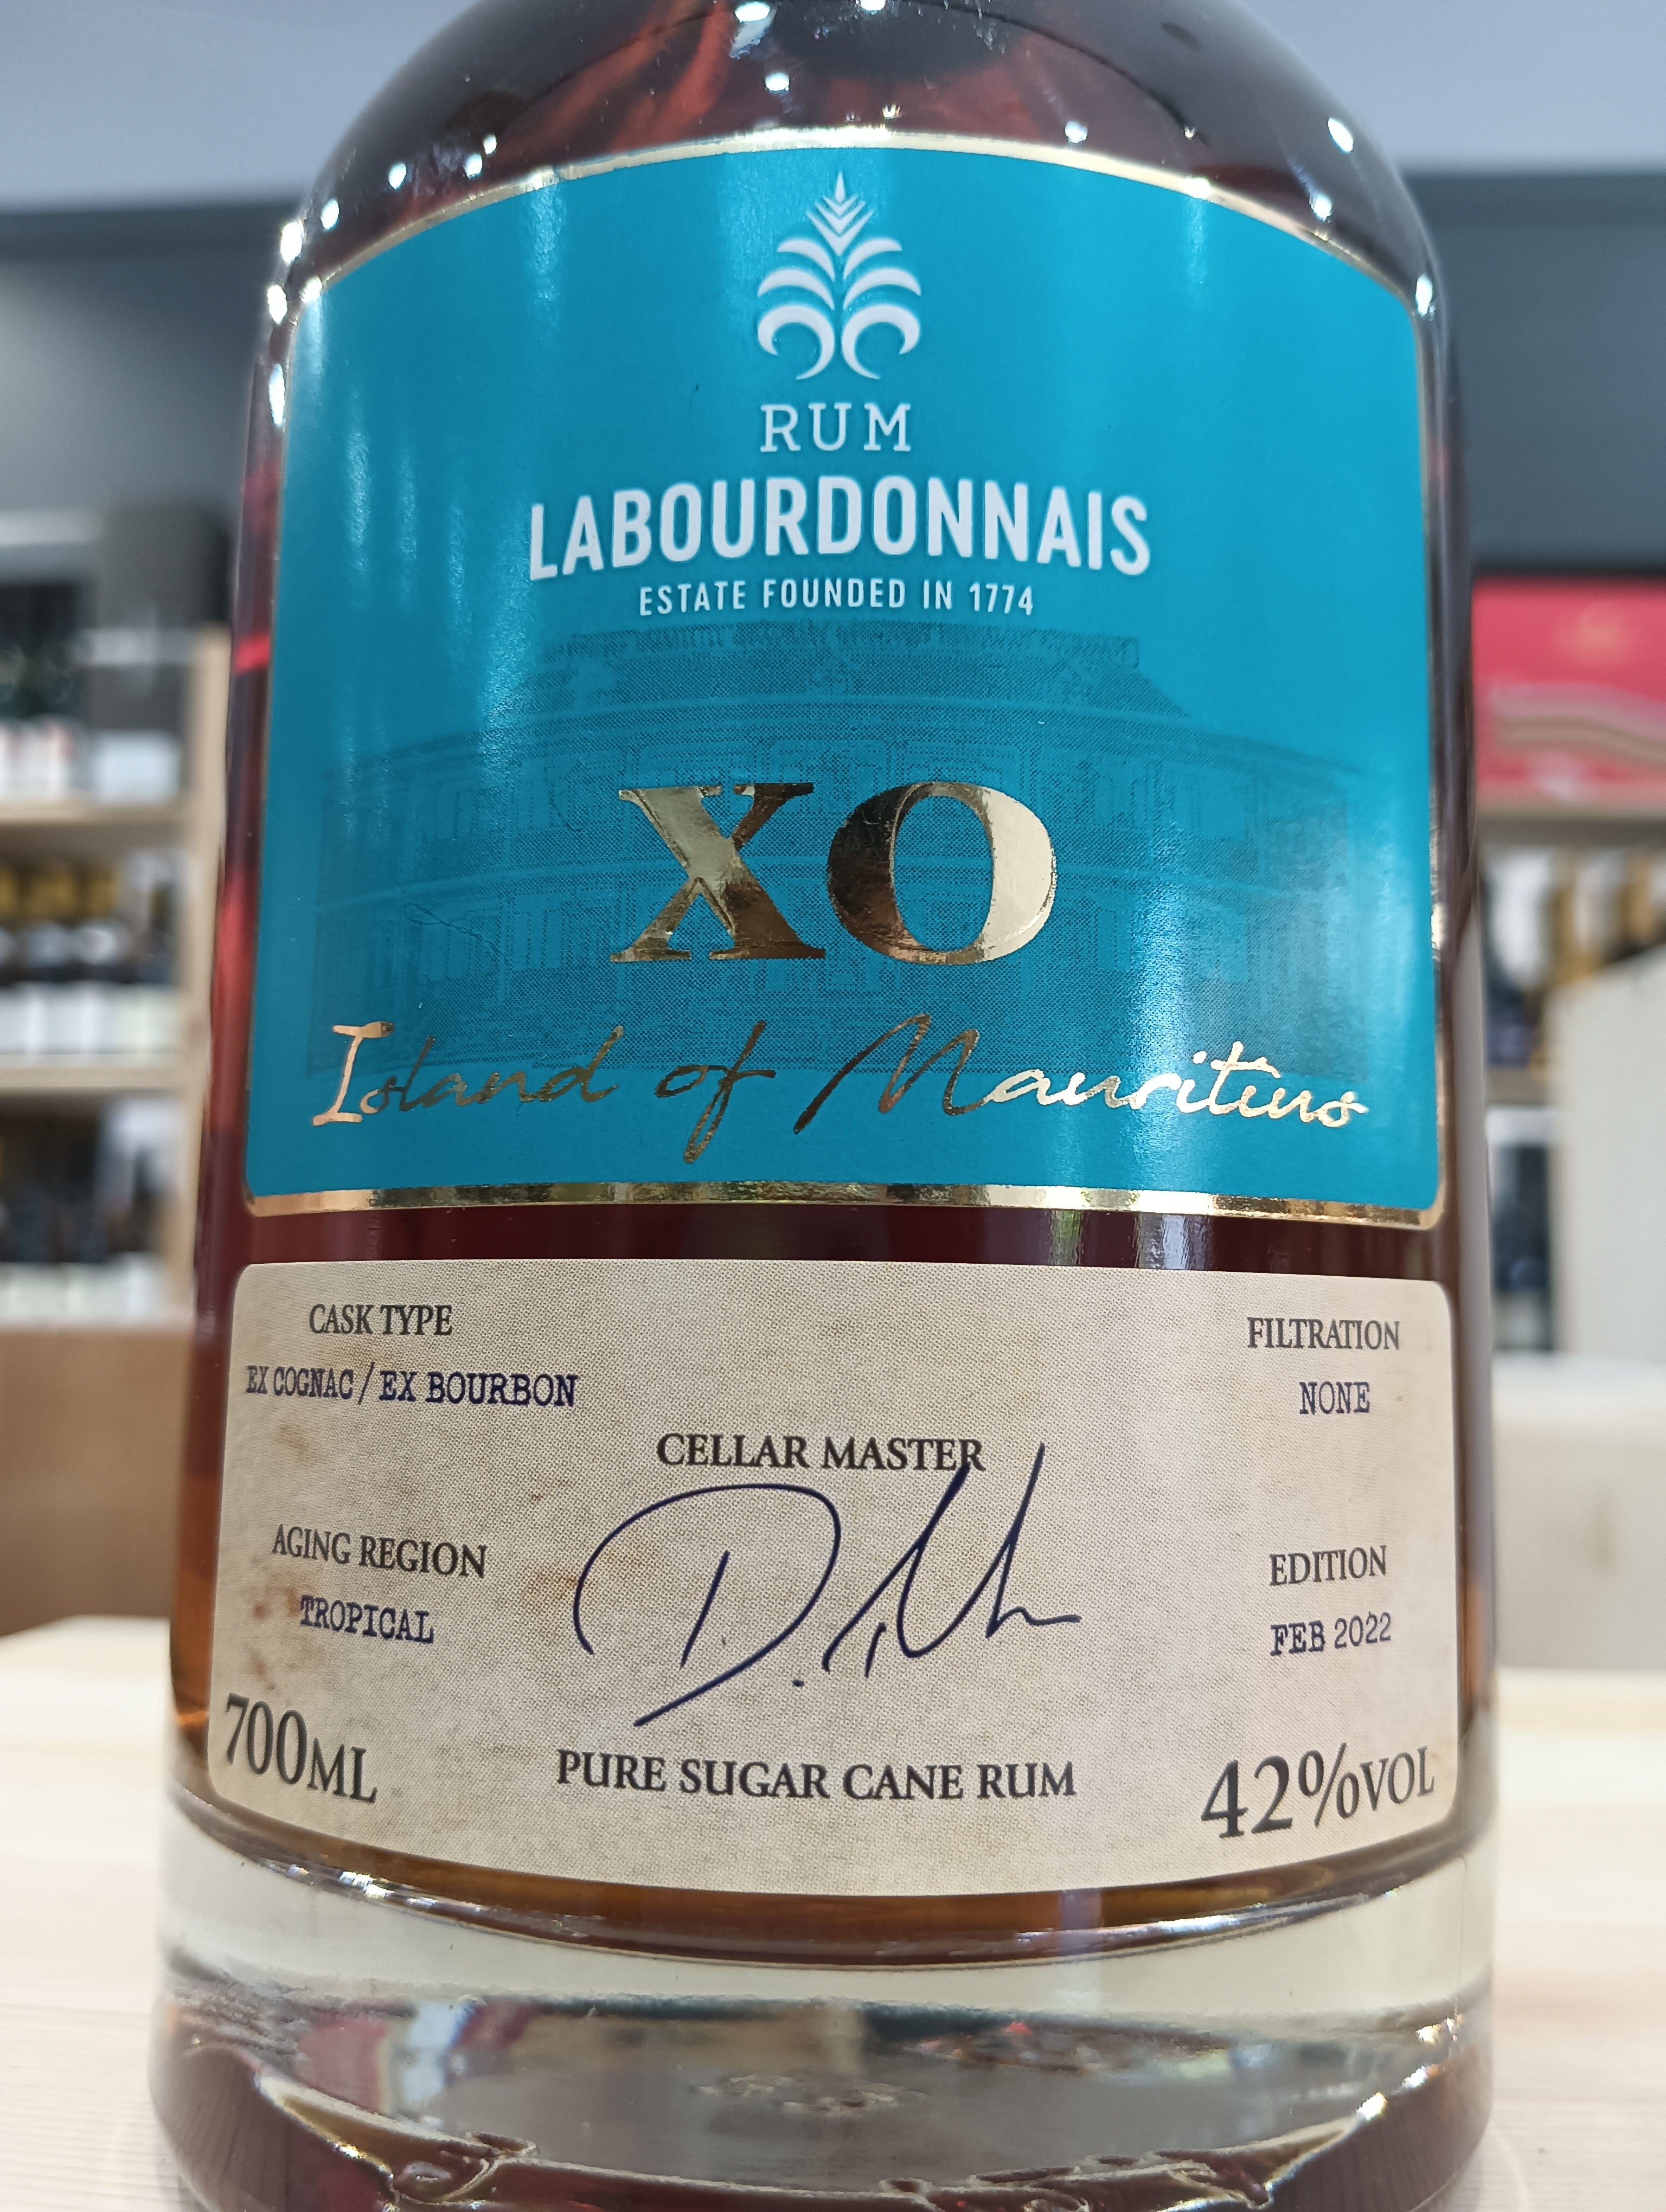 RUM
LABOURDONNAIS
ESTATE FOUNDED IN 1774
XO
Island of Mauritius
CASK TYPE
EX COGNAC / EX BOURBON
FILTRATION
NONE
CELLAR MASTER
AGING REGION
TROPICAL
EDITION
FEB 2022
700ML
PURE SUGAR CANE RUM
42%VOL